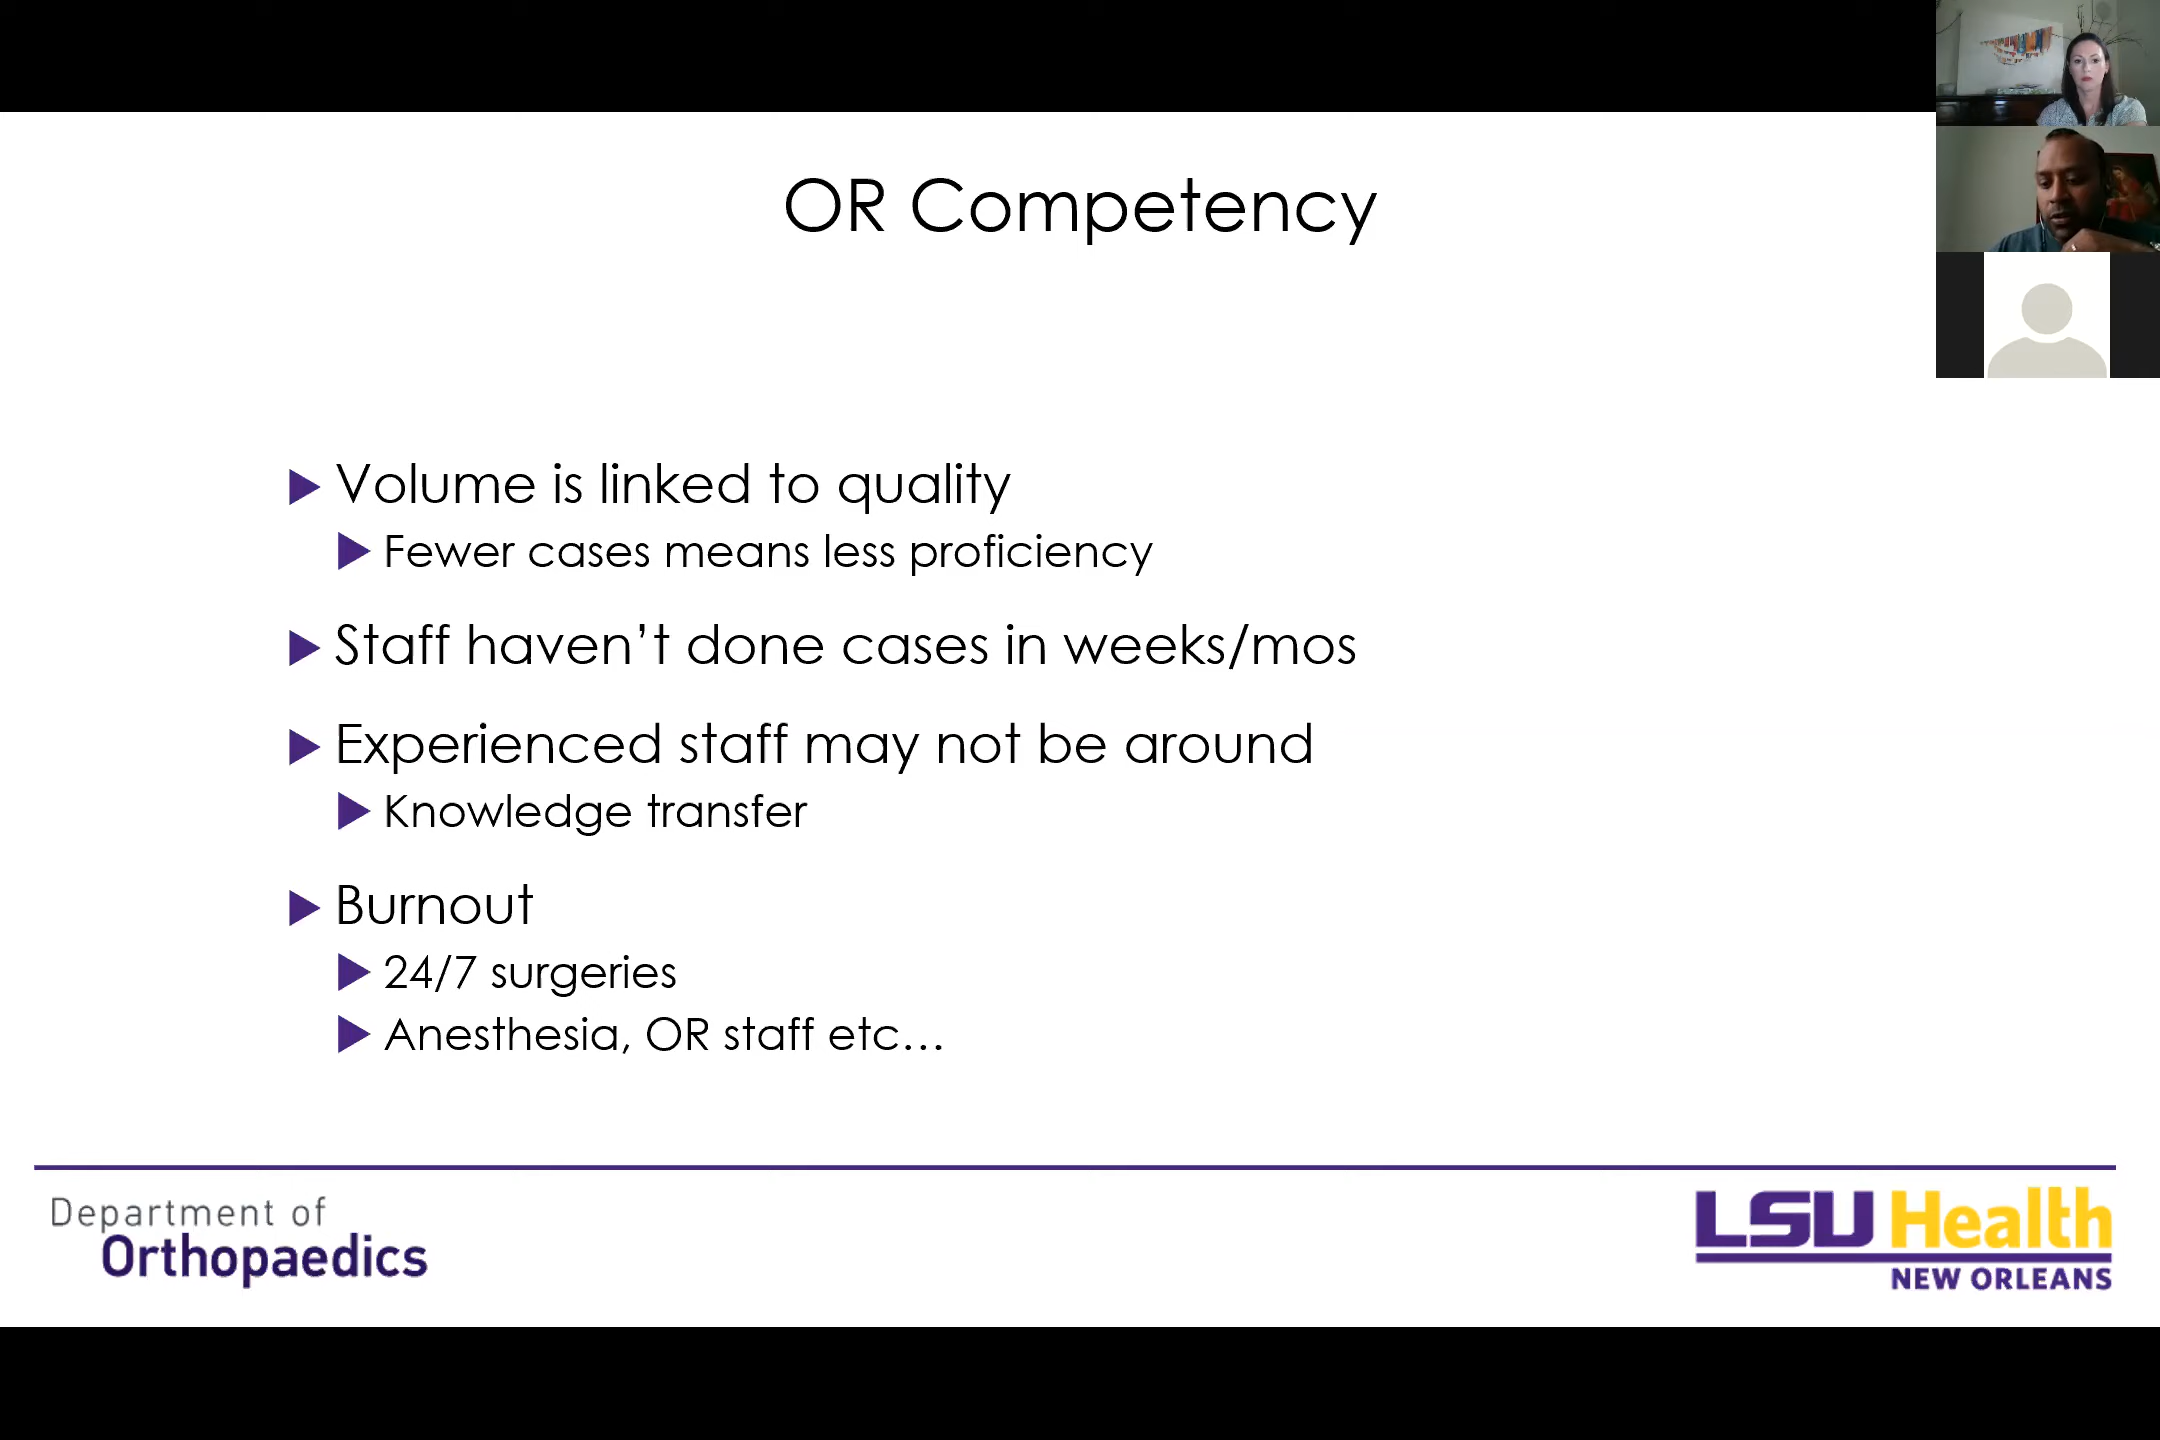 OR Competency
Volume is linked to quality
Fewer cases means less proficiency
Staff haven’t done cases in weeks/mos
Experienced staff may not be around
Knowledge transfer
Burnout
24/7 surgeries
Anesthesia, OR staff etc…
Department of
Orthopaedics
LSU Health
NEW ORLEANS